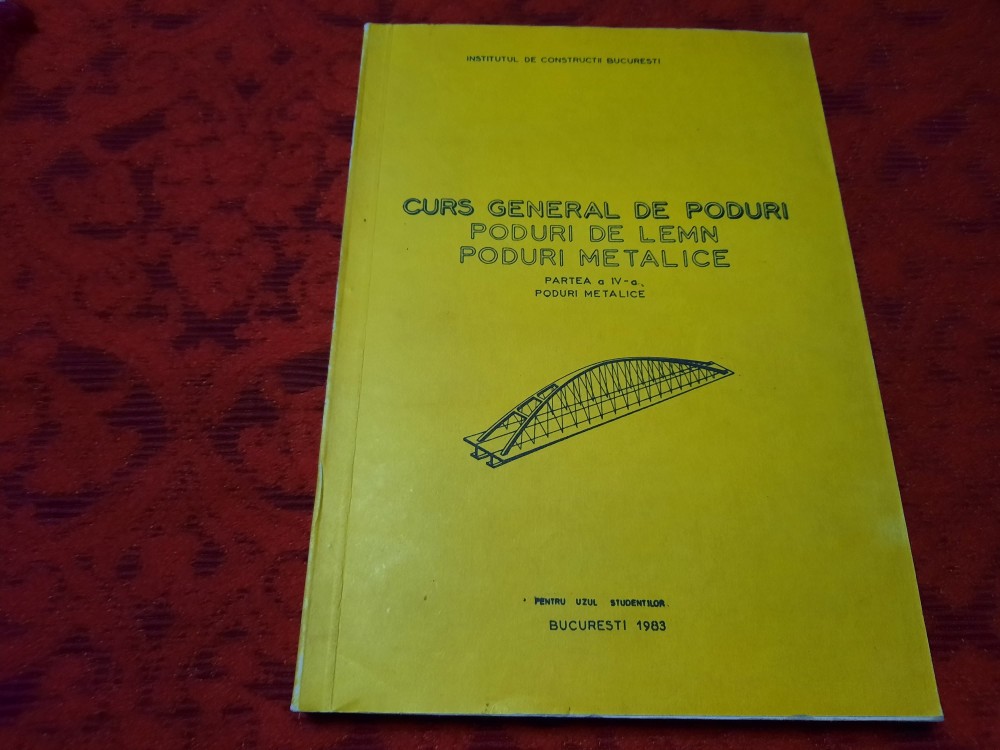 INSTITUTUL DE CONSTRUCTII BUCURESTI
CURS GENERAL DE PODURI
PODURI DE LEMN
PODURI METALICE
PARTEA a IV-a.
PODURI METALICE
PENTRU UZUL STUDENTILOR.
BUCURESTI 1983